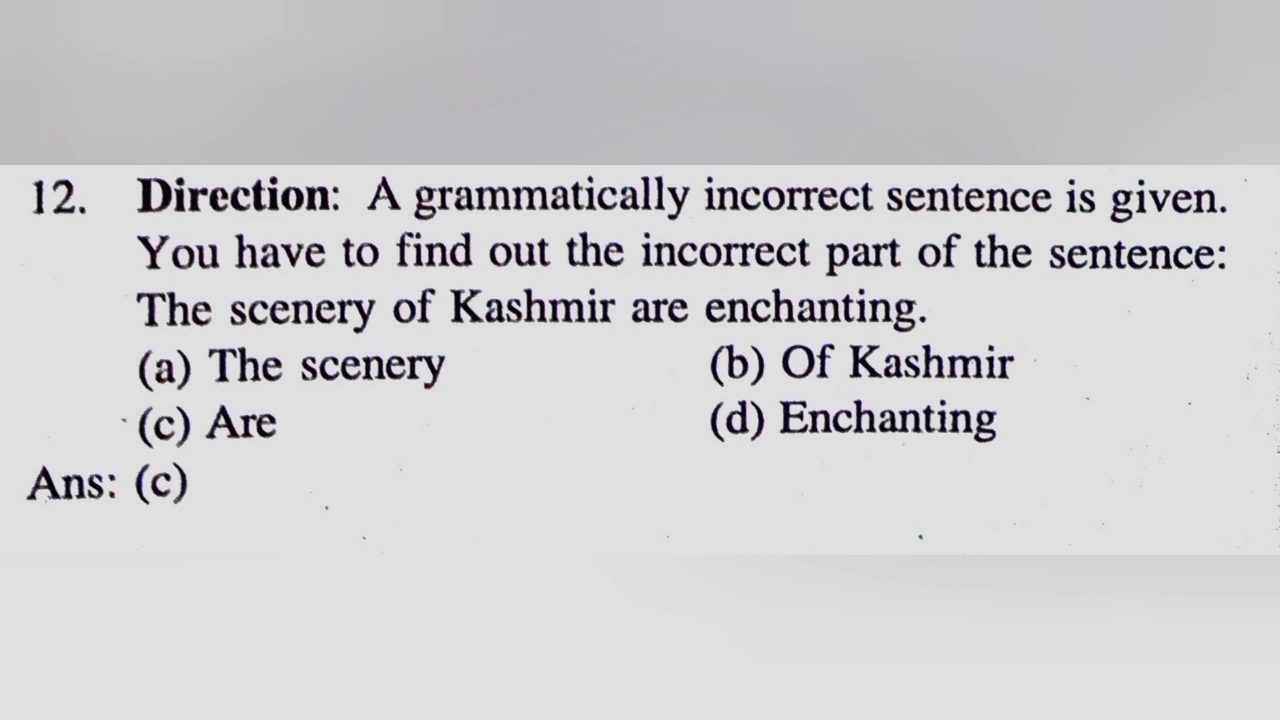 12. Direction: A grammatically incorrect sentence is given.
You have to find out the incorrect part of the sentence:
The scenery of Kashmir are enchanting.
(a) The scenery (b) Of Kashmir
(c) Are (d) Enchanting
Ans: (c)